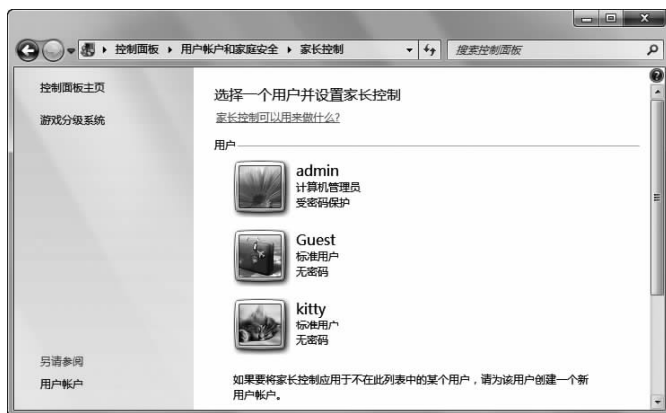 控制面板 ▸ 用户帐户和家庭安全 ▸ 家长控制
搜索控制面板
控制面板主页
游戏分级系统
选择一个用户并设置家长控制
家长控制可以用来做什么?
用户
admin
计算机管理员
受密码保护
Guest
标准用户
无密码
kitty
标准用户
无密码
另请参阅
用户帐户
如果要将家长控制应用于不在此列表中的某个用户，请为该用户创建一个新
用户帐户。